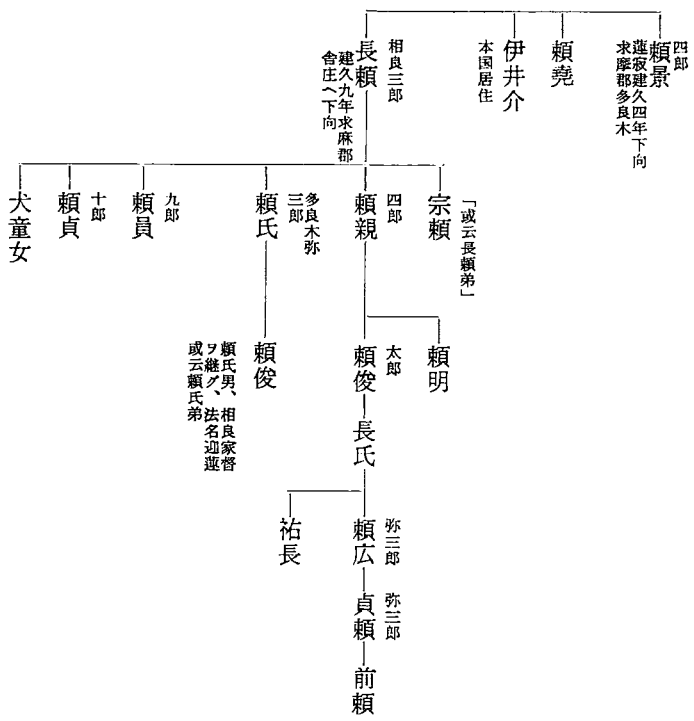 四郎
頼景
蓮寂建久四年下向
求摩郡多良木
頼堯
伊井介
本国居住
相良三郎
長頼
建久九年求麻郡
舎庄へ下向
宗頼
「或云長頼弟」
四郎
頼親
多良木弥
三郎
頼氏
九郎
頼員
十郎
頼貞
犬童女
頼明
太郎
頼俊
頼俊
頼氏男、相良家督
ヲ継グ、法名迎蓮
或云頼氏弟
長氏
弥三郎
頼広
祐長
弥三郎
貞頼
前頼